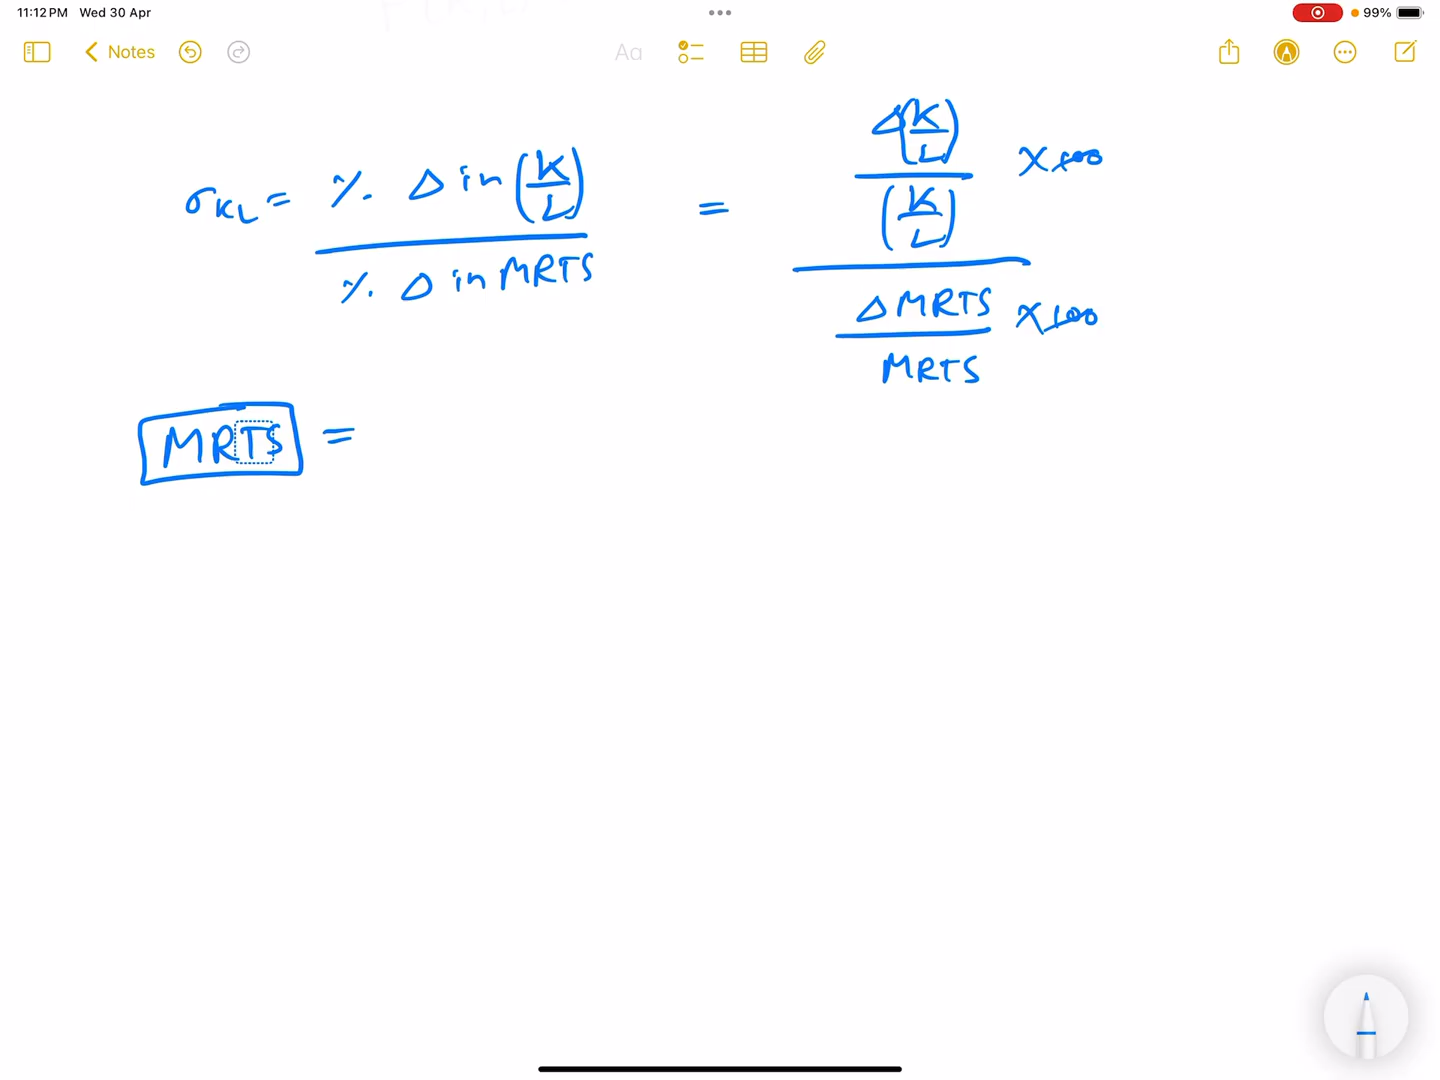 11:12 PM Wed 30 Apr
99%
Notes
Aa
σKL = % Δ in (K/L) / % Δ in MRTS = Δ(K/L) / (K/L) × 100 / ΔMRTS / MRTS × 100
MRTS =